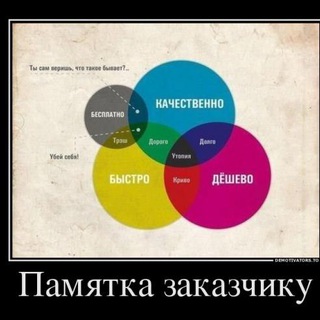 Ты сам веришь, что такое бывает?..
КАЧЕСТВЕННО
БЕСПЛАТНО
Трэш
Дорого
Долго
Утопия
Убей себя!
БЫСТРО
Криво
ДЁШЕВО
DEMOTIVATORS.TO
Памятка заказчику